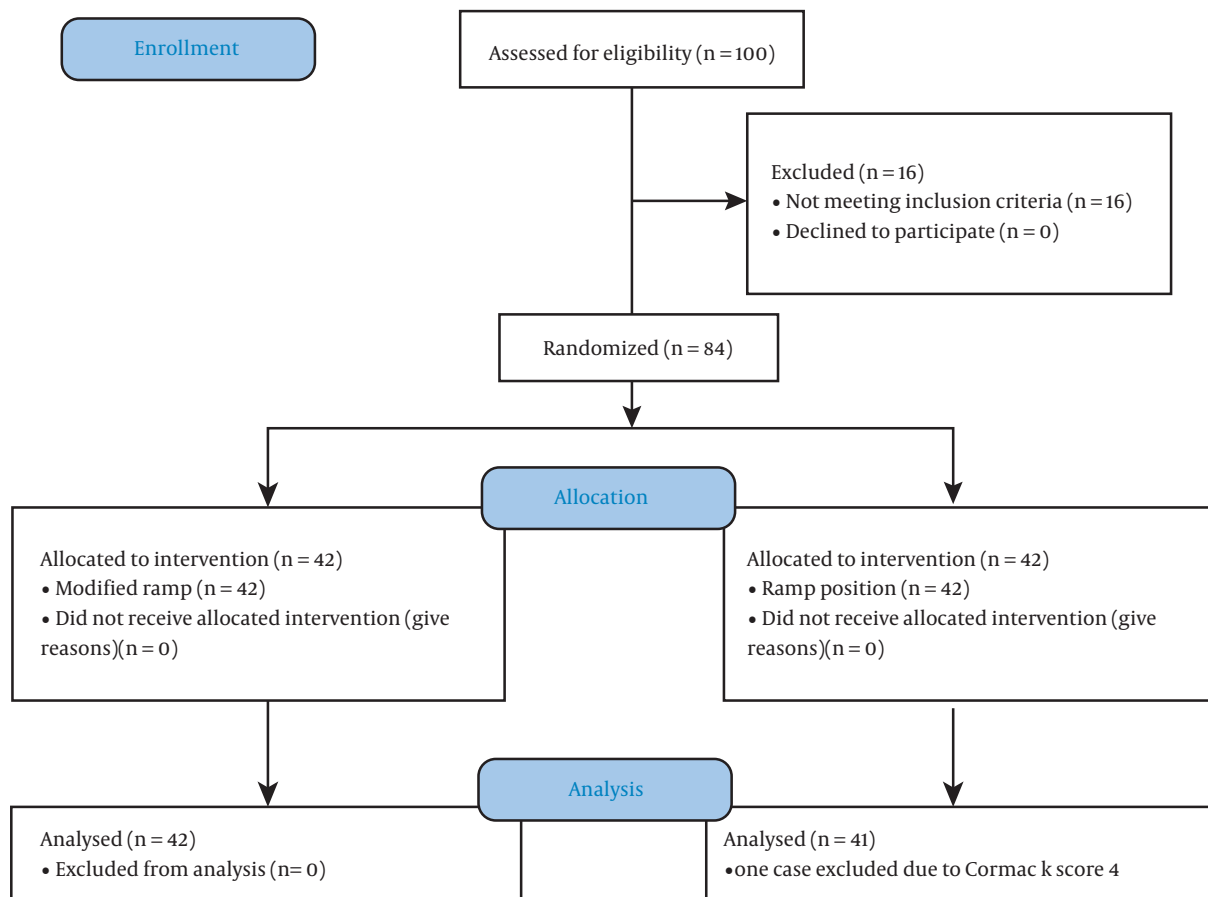 Enrollment
Assessed for eligibility (n = 100)
Excluded (n = 16)
• Not meeting inclusion criteria (n = 16)
• Declined to participate (n = 0)
Randomized (n = 84)
Allocation
Allocated to intervention (n = 42)
• Modified ramp (n = 42)
• Did not receive allocated intervention (give
reasons)(n = 0)
Allocated to intervention (n = 42)
• Ramp position (n = 42)
• Did not receive allocated intervention (give
reasons)(n = 0)
Analysis
Analysed (n = 42)
• Excluded from analysis (n= 0)
Analysed (n = 41)
•one case excluded due to Cormac k score 4